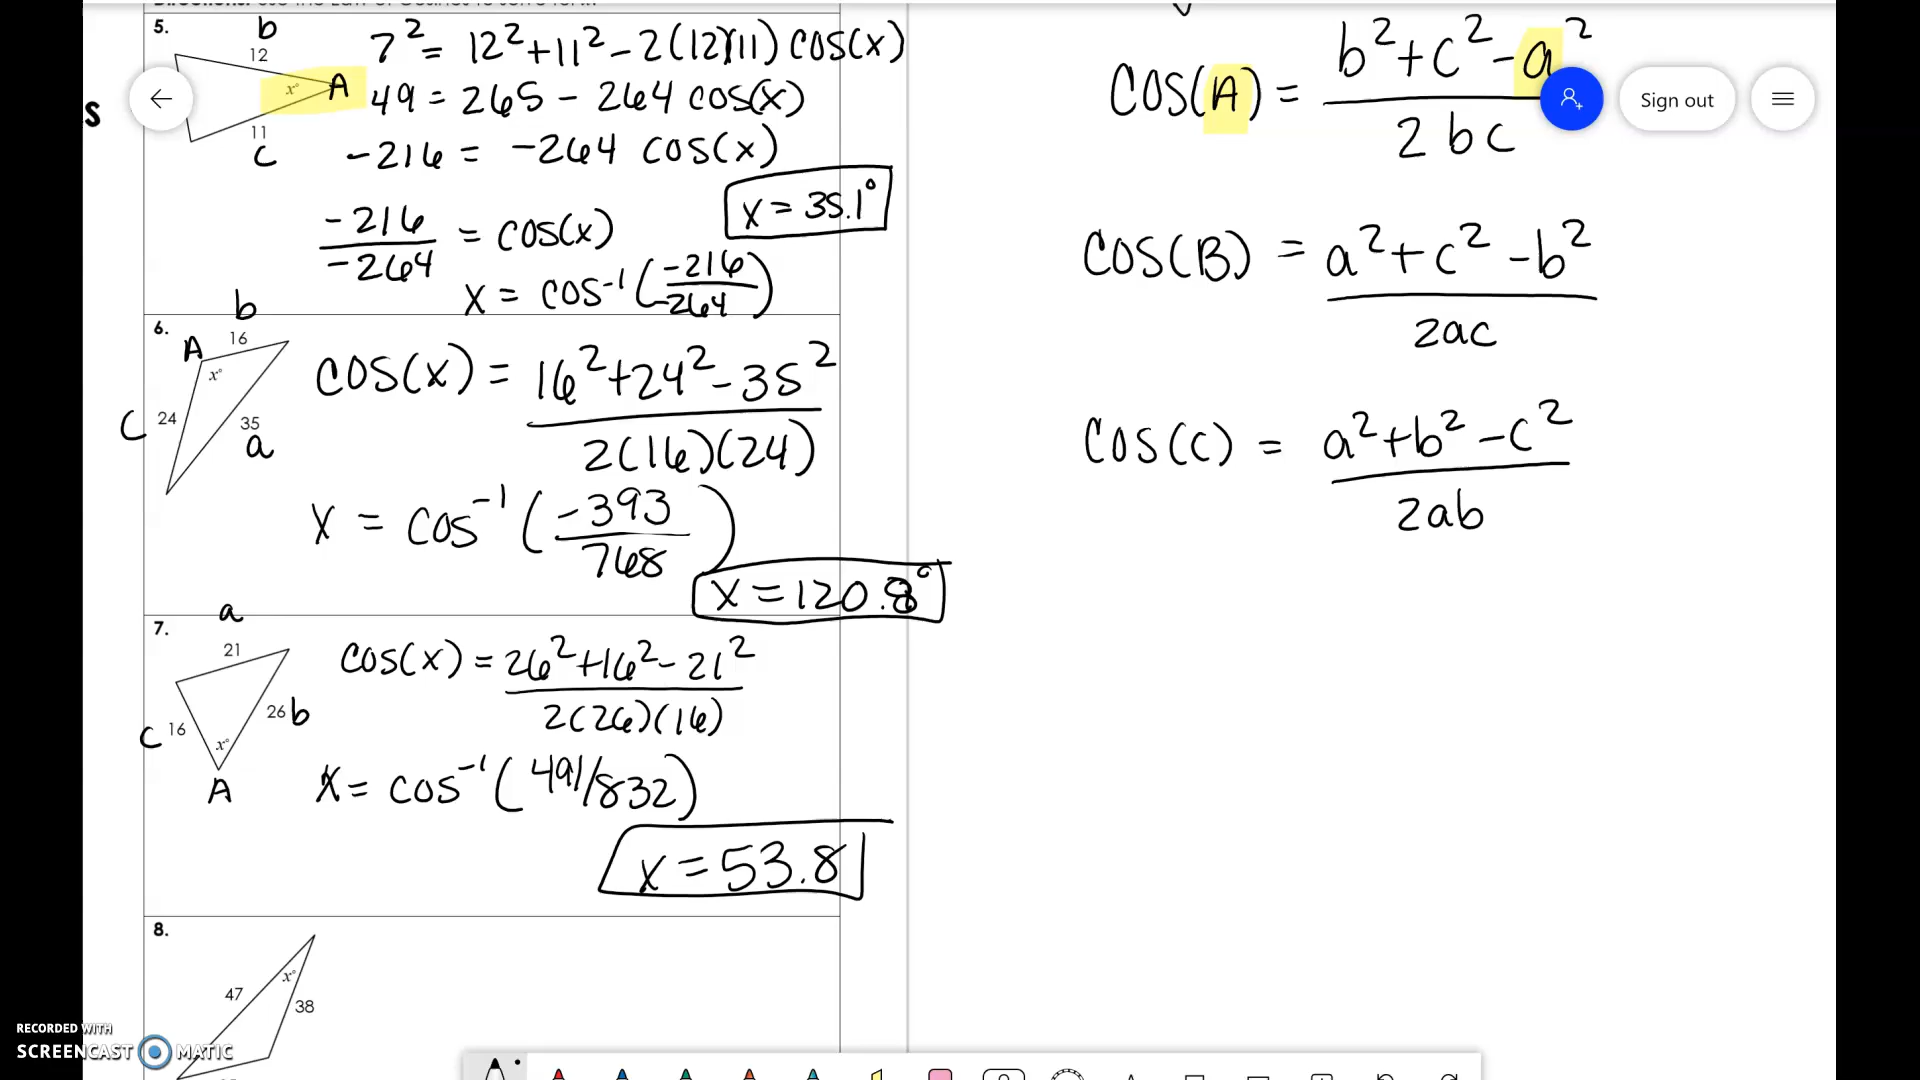 5.
b
12
x°
A
11
c
7² = 12² + 11² - 2(12)(11) cos(x)
49 = 265 - 264 cos(x)
-216 = -264 cos(x)
-216/-264 = cos(x)
x = cos⁻¹(-216/-264)
x = 35.1°
s
6.
b
A
16
x°
c
24
35
a
cos(x) = 16² + 24² - 35² / 2(16)(24)
x = cos⁻¹(-393/768)
x = 120.8°
7.
a
21
c
16
26
b
x°
A
cos(x) = 26² + 16² - 21² / 2(26)(16)
x = cos⁻¹(491/832)
x = 53.8
8.
47
x°
38
cos(A) = b² + c² - a² / 2bc
cos(B) = a² + c² - b² / 2ac
cos(C) = a² + b² - c² / 2ab
Sign out
RECORDED WITH
SCREENCAST MATIC